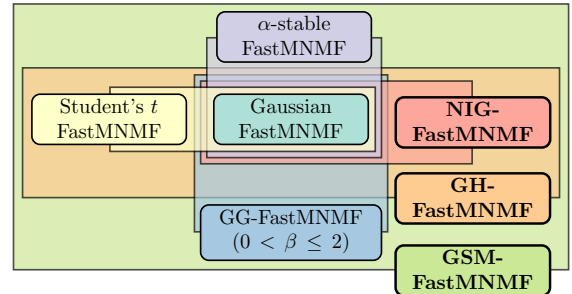 α-stable
FastMNMF
Student's t
FastMNMF
Gaussian
FastMNMF
NIG-
FastMNMF
GH-
FastMNMF
GG-FastMNMF
(0 < β ≤ 2)
GSM-
FastMNMF